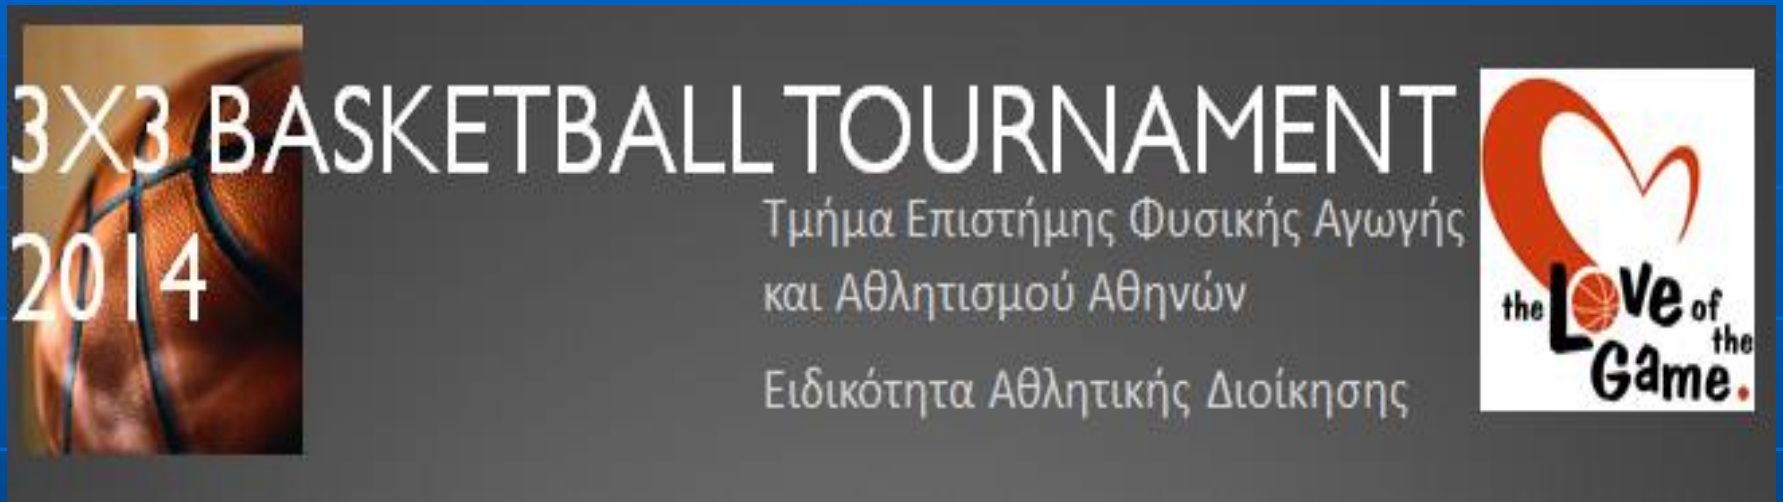 3X3 BASKETBALL TOURNAMENT
2014
Τμήμα Επιστήμης Φυσικής Αγωγής
και Αθλητισμού Αθηνών
Ειδικότητα Αθλητικής Διοίκησης
the Love of
the
Game.